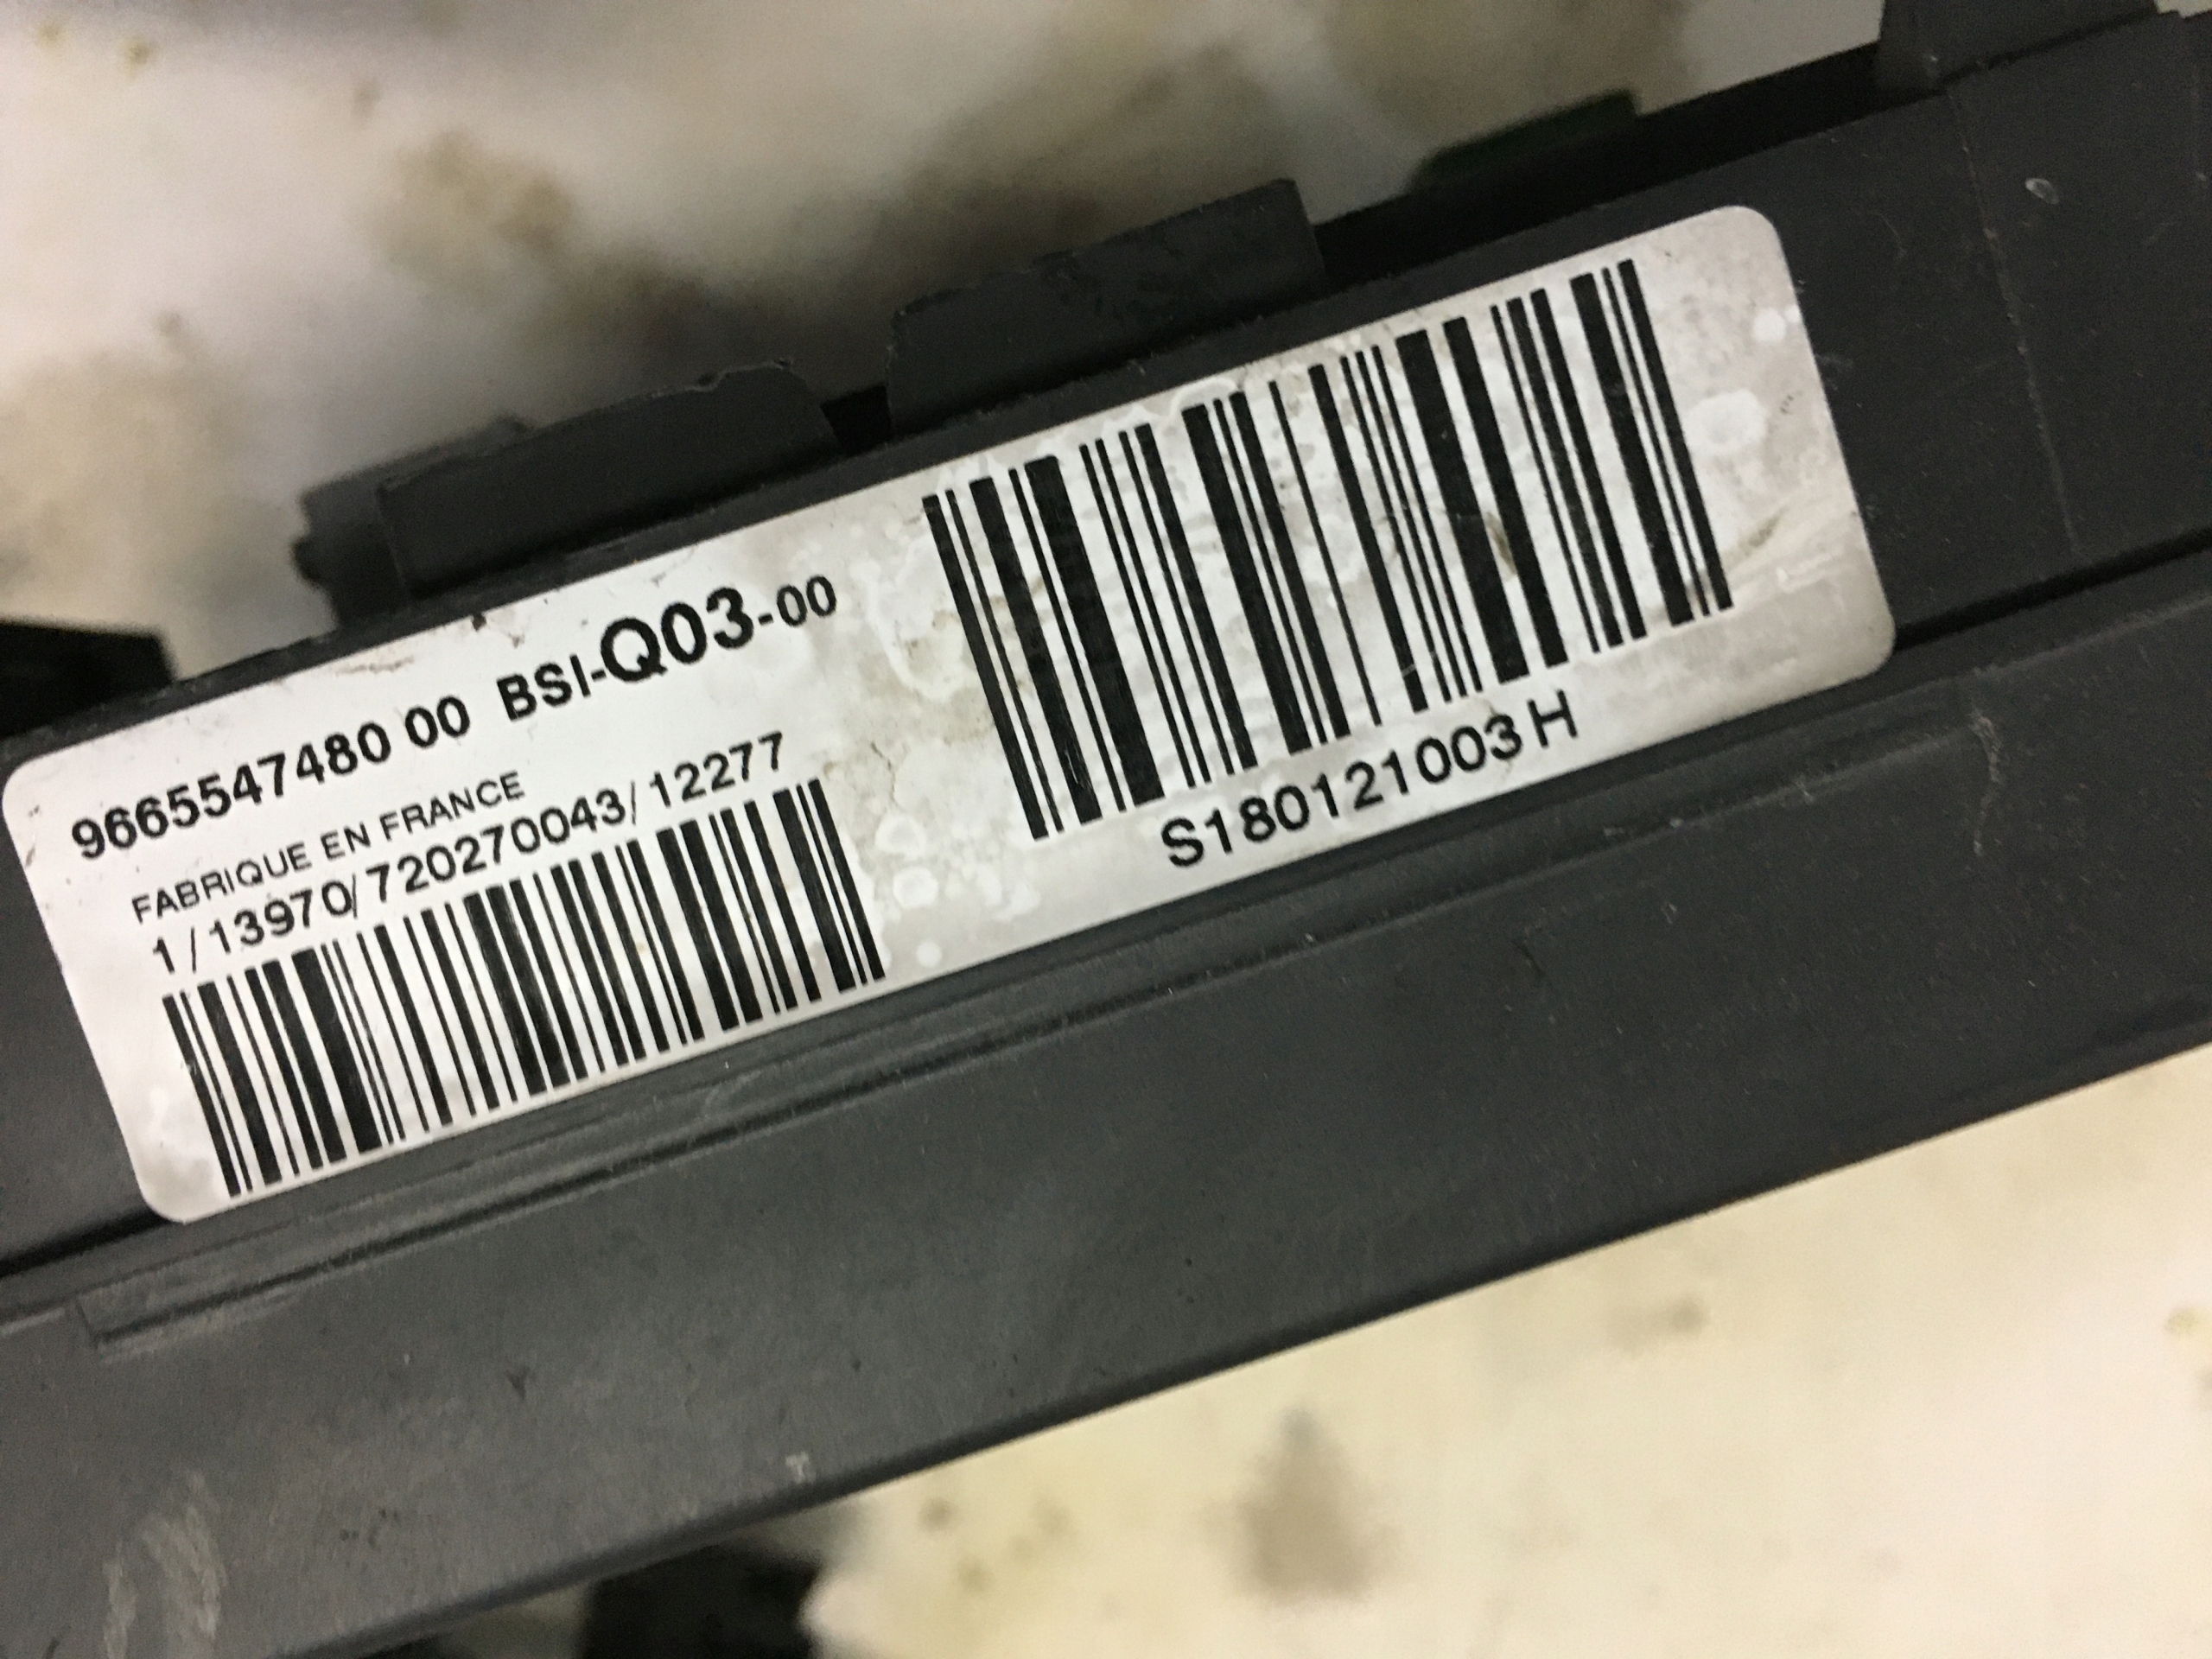 9665547480 00 BSI-Q03-00
FABRIQUE EN FRANCE
1/13970/720270043/12277
S180121003 H